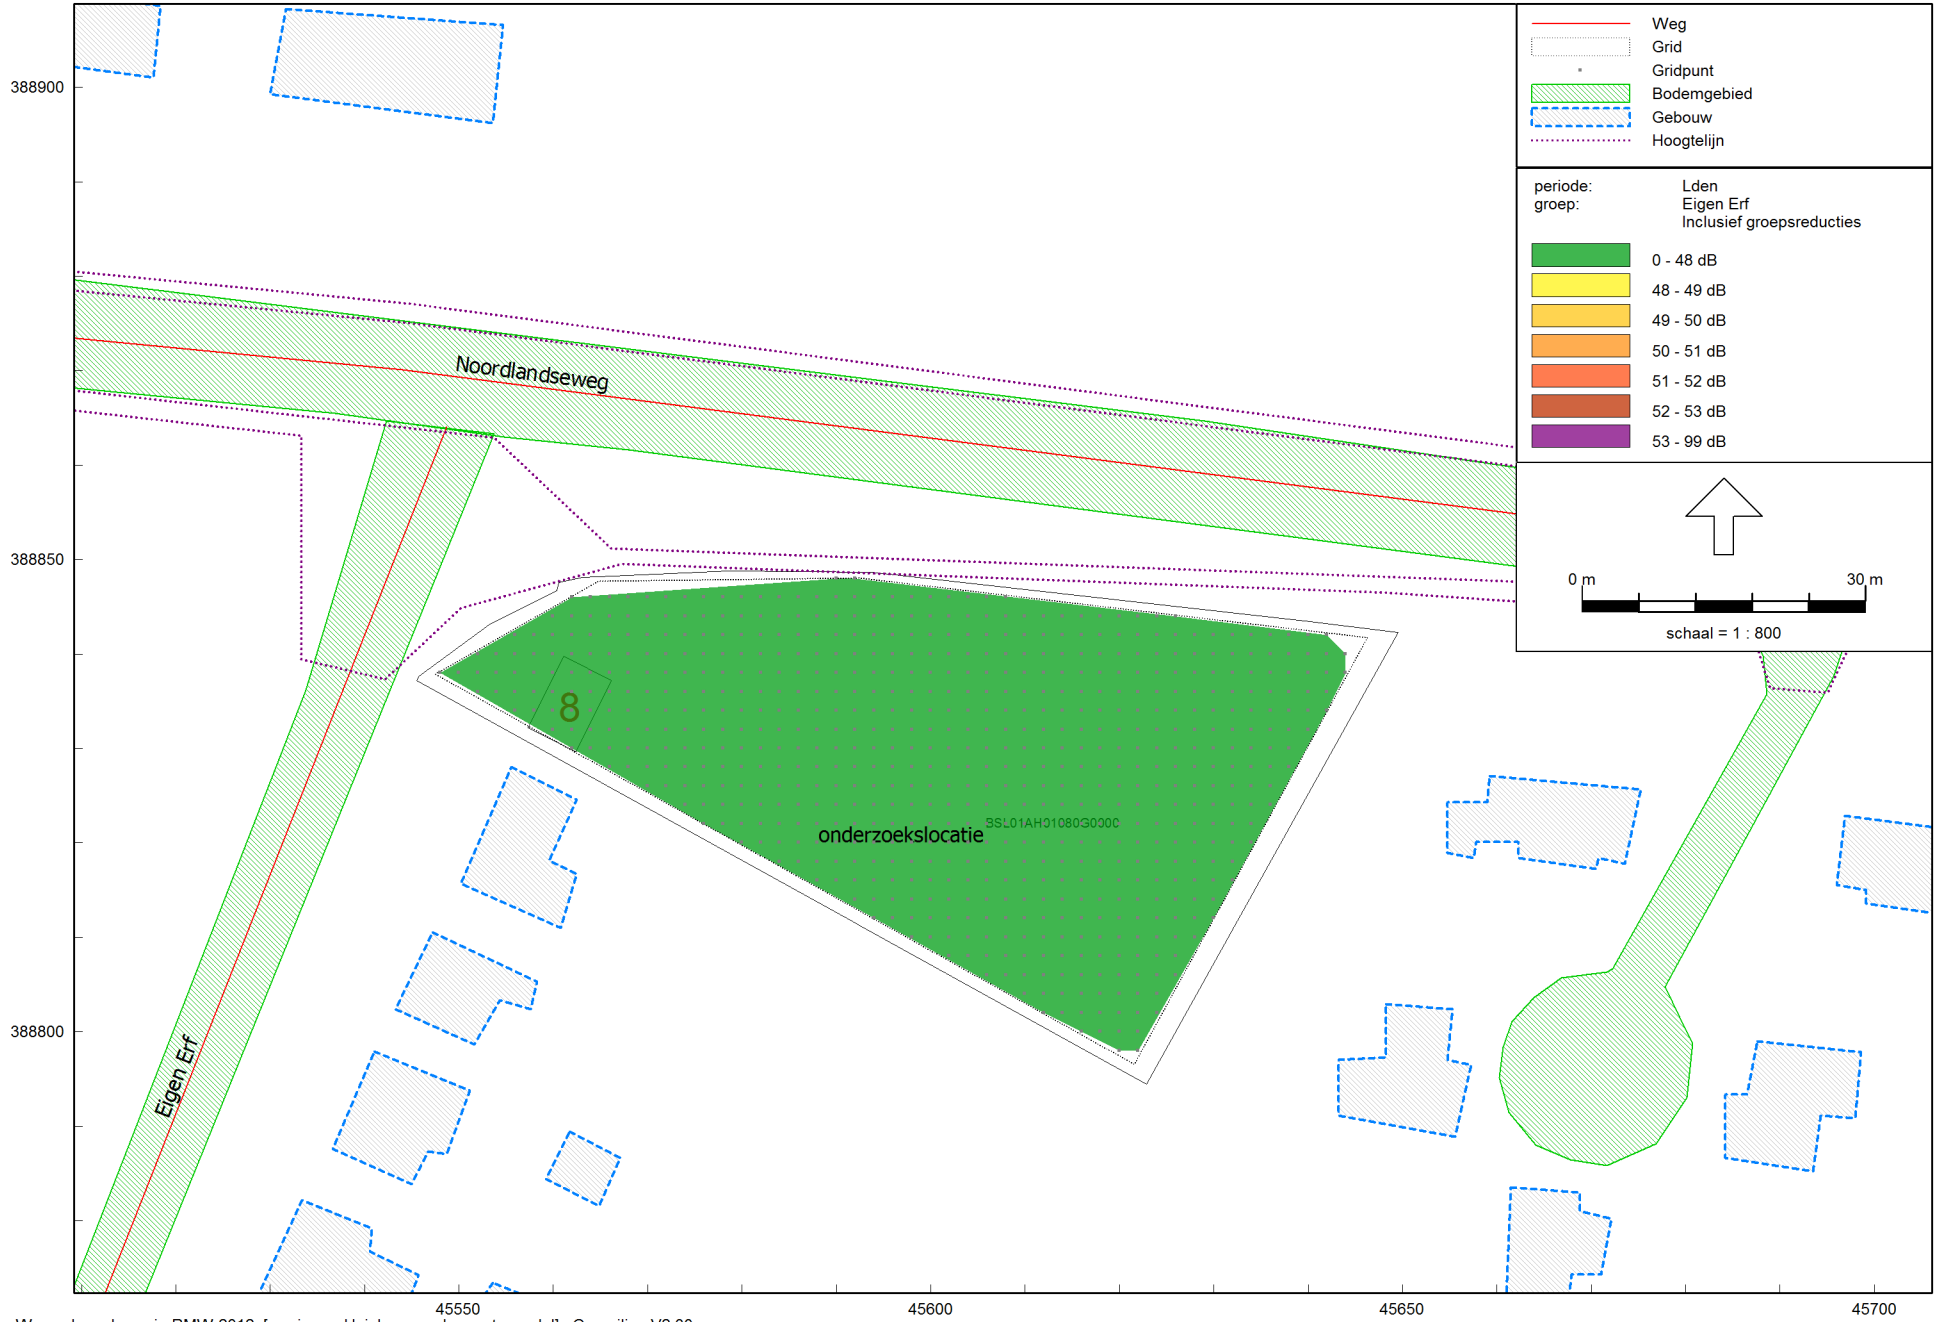 Weg
Grid
Gridpunt
Bodemgebied
Gebouw
Hoogtelijn
periode: Lden
groep: Eigen Erf
Inclusief groepsreducties
0 - 48 dB
48 - 49 dB
49 - 50 dB
50 - 51 dB
51 - 52 dB
52 - 53 dB
53 - 99 dB
0 m 30 m
schaal = 1 : 800
388900
388850
388800
Noordlandseweg
8
onderzoekslocatie
BSL01AH01080G0000
Eigen Erf
45550 45600 45650 45700